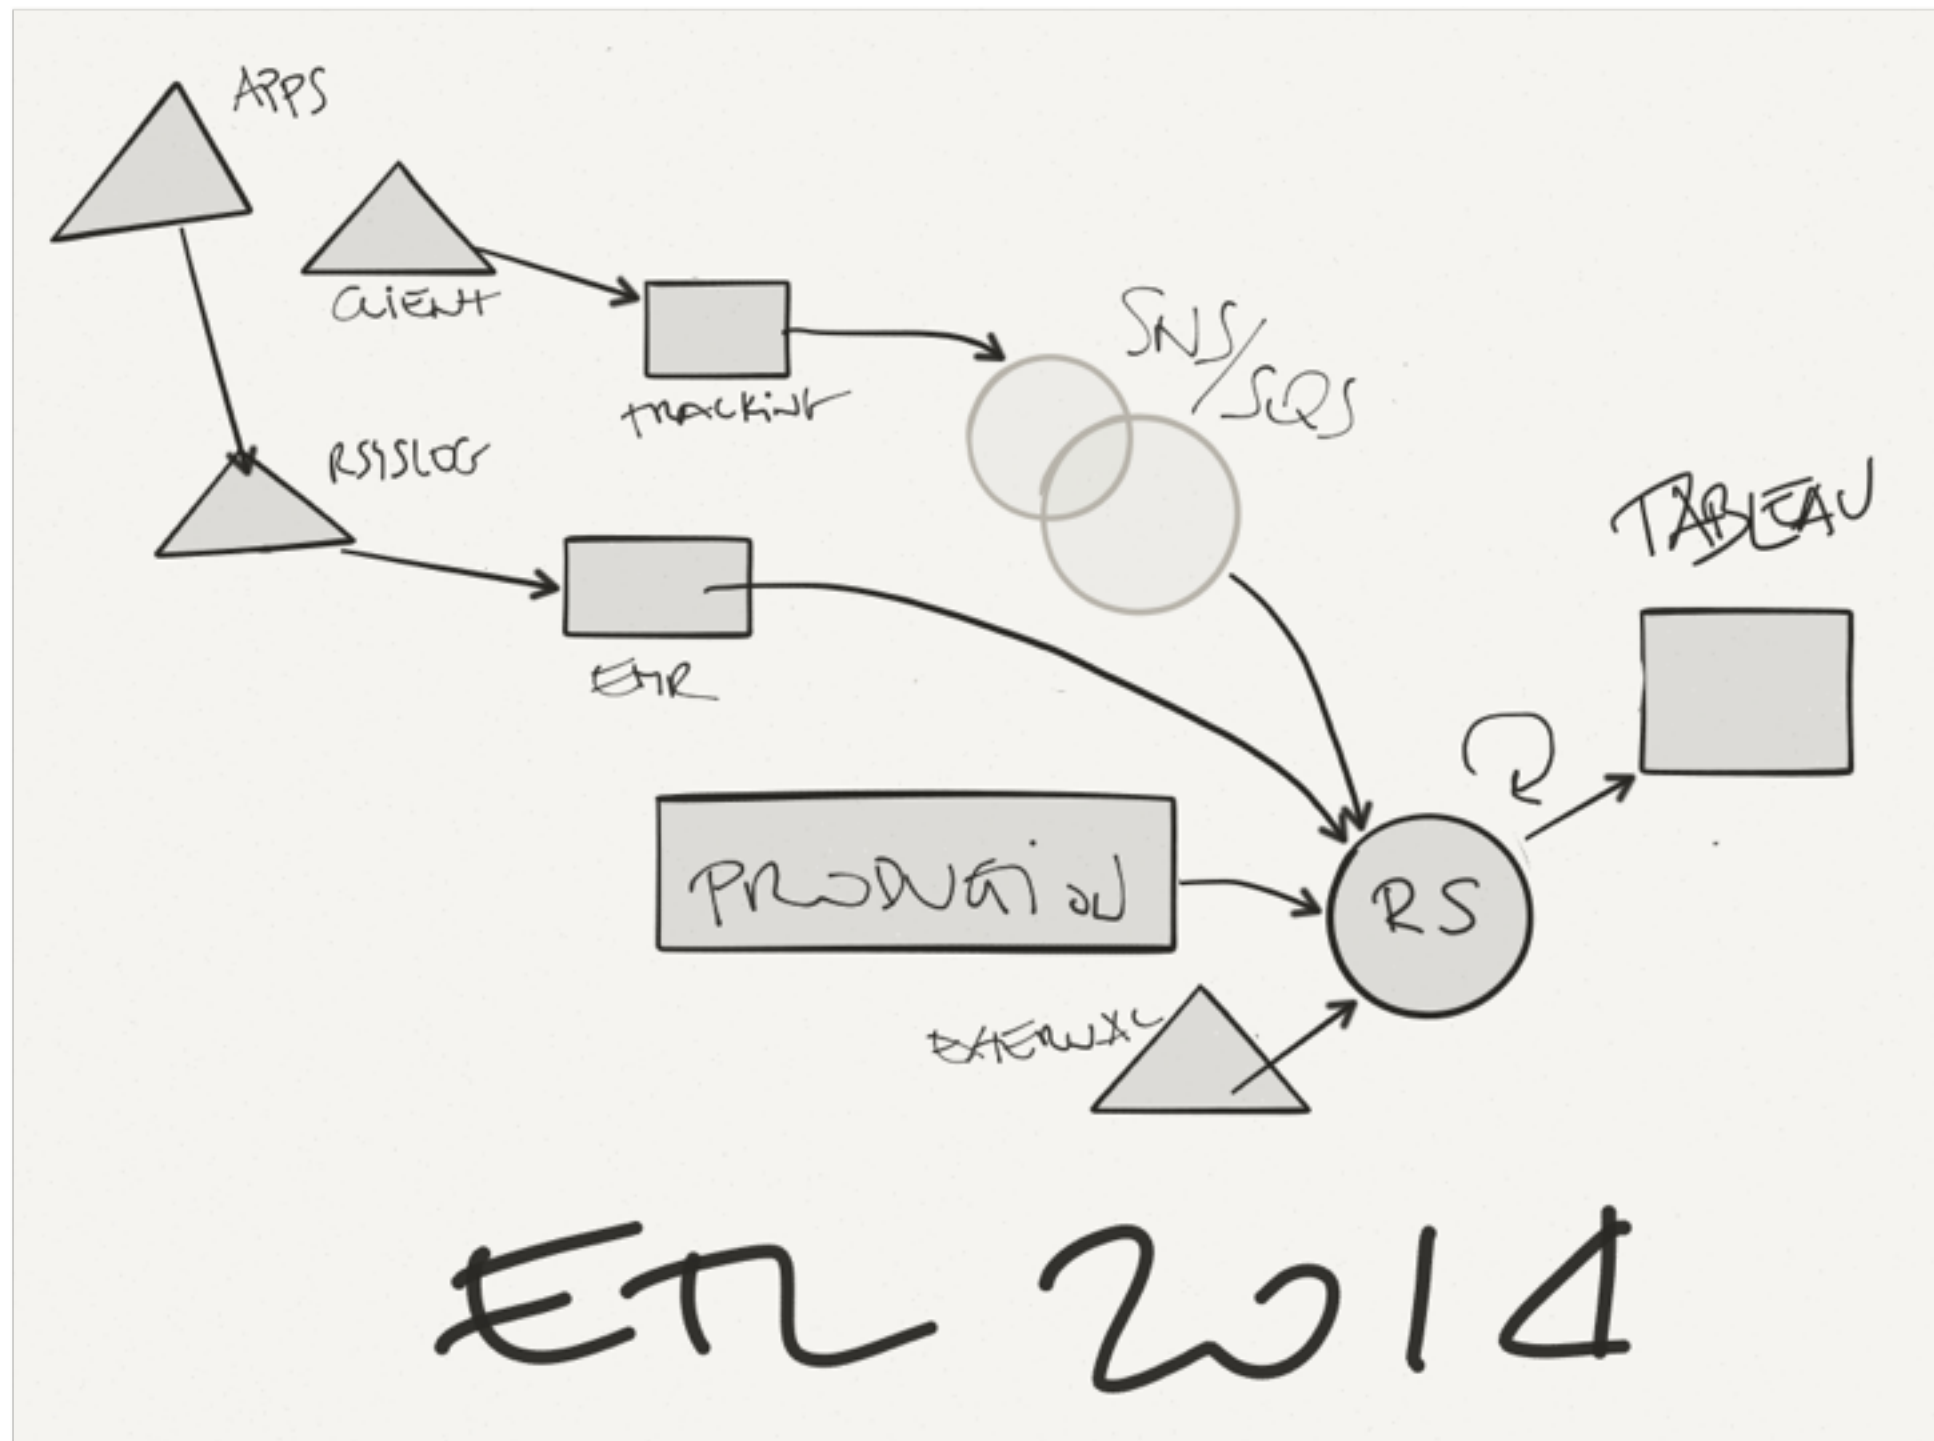 APPS
CLIENT
TRACKING
SNS/
SQS
RSYSLOG
TABLEAU
EMR
PRODUCTION
RS
EXTERNAL
ETL 2014